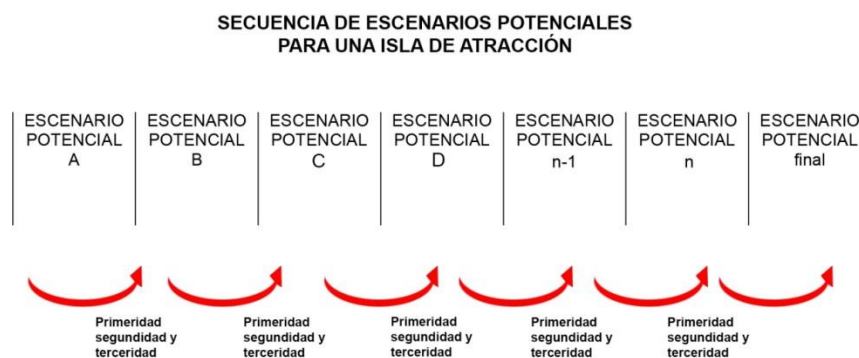 SECUENCIA DE ESCENARIOS POTENCIALES
PARA UNA ISLA DE ATRACCIÓN
ESCENARIO
POTENCIAL
A
ESCENARIO
POTENCIAL
B
ESCENARIO
POTENCIAL
C
ESCENARIO
POTENCIAL
D
ESCENARIO
POTENCIAL
n-1
ESCENARIO
POTENCIAL
n
ESCENARIO
POTENCIAL
final
Primeridad
segundidad y
terceridad
Primeridad
segundidad y
terceridad
Primeridad
segundidad y
terceridad
Primeridad
segundidad y
terceridad
Primeridad
segundidad y
terceridad